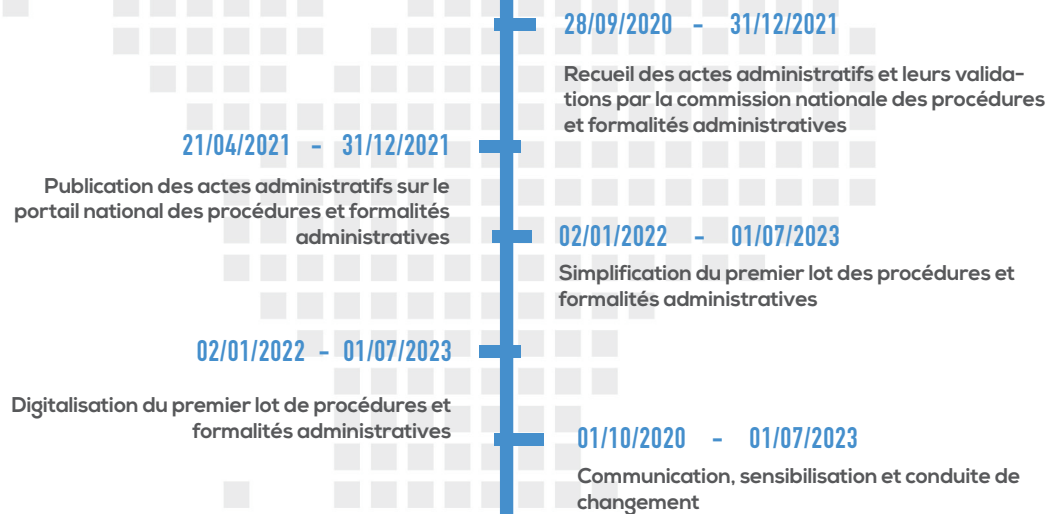 28/09/2020 - 31/12/2021
Recueil des actes administratifs et leurs valida-
tions par la commission nationale des procédures
et formalités administratives
21/04/2021 - 31/12/2021
Publication des actes administratifs sur le
portail national des procédures et formalités
administratives
02/01/2022 - 01/07/2023
Simplification du premier lot des procédures et
formalités administratives
02/01/2022 - 01/07/2023
Digitalisation du premier lot de procédures et
formalités administratives
01/10/2020 - 01/07/2023
Communication, sensibilisation et conduite de
changement